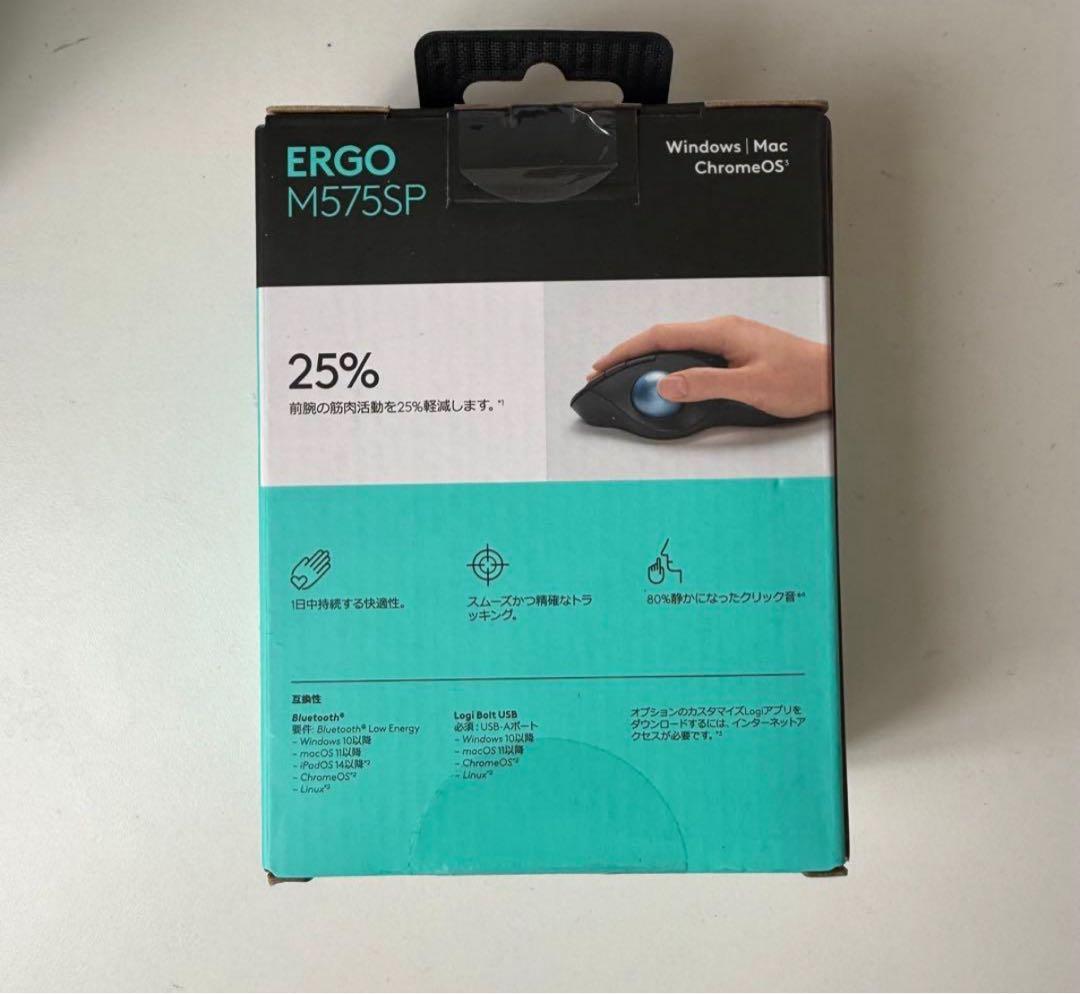 ERGO
M575SP
Windows | Mac
ChromeOS³
25%
前腕の筋肉活動を25%軽減します。*¹
1日中持続する快適性。
スムーズかつ精確なトラ
ッキング。
80%静かになったクリック音*⁴
互換性
Bluetooth®
要件: Bluetooth® Low Energy
– Windows 10以降
– macOS 11以降
– iPadOS 14以降*²
– ChromeOS*²
– Linux*²
Logi Bolt USB
必須 : USB-Aポート
– Windows 10以降
– macOS 11以降
– ChromeOS*²
– Linux*²
オプションのカスタマイズLogiアプリを
ダウンロードするには、インターネットア
クセスが必要です。*³